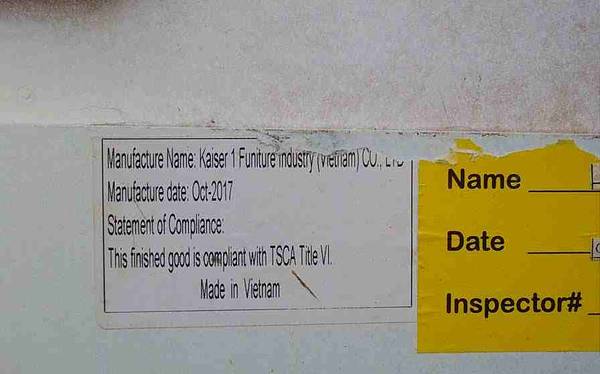 Manufacture Name: Kaiser 1 Funiture Industry (Vietnam) CO., LTD
Manufacture date: Oct-2017
Statement of Compliance:
This finished good is compliant with TSCA Title VI.
Made in Vietnam
Name
Date
Inspector#